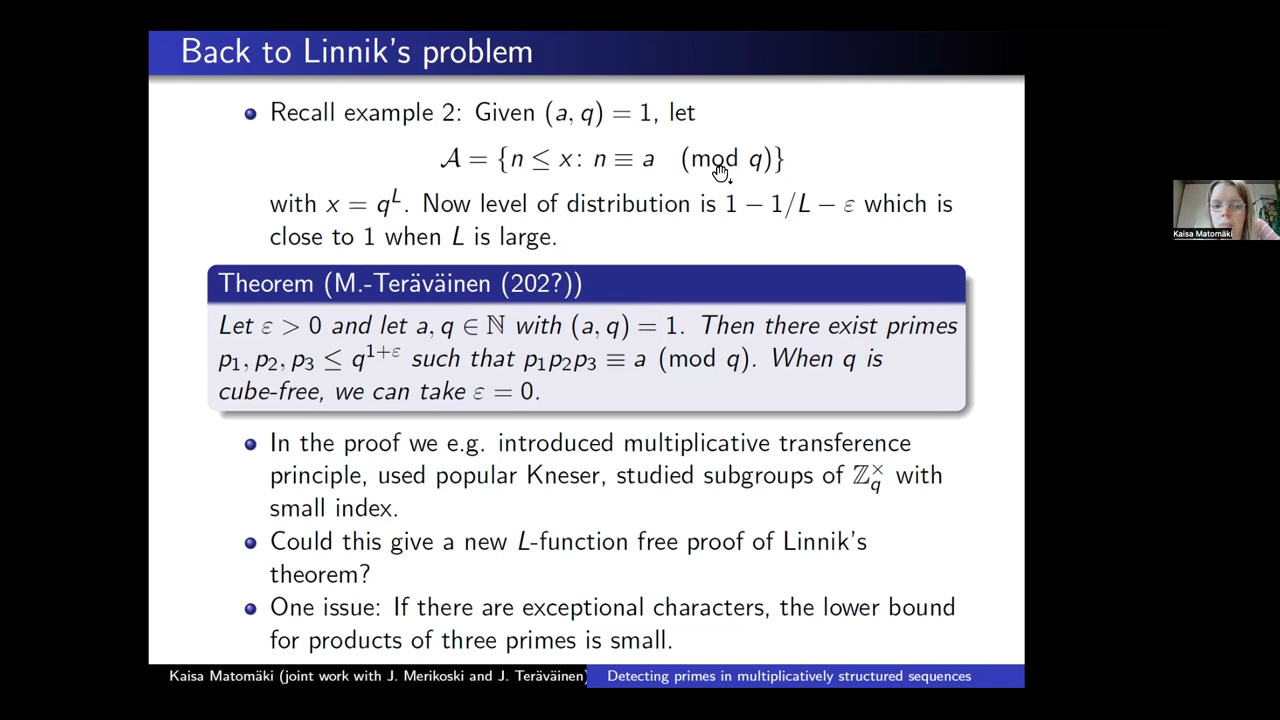 Back to Linnik's problem
Recall example 2: Given (a, q) = 1, let
𝒜 = {n ≤ x : n ≡ a (mod q)}
with x = q^L. Now level of distribution is 1 − 1/L − ε which is
close to 1 when L is large.
Theorem (M.-Teräväinen (202?))
Let ε > 0 and let a, q ∈ ℕ with (a, q) = 1. Then there exist primes
p₁, p₂, p₃ ≤ q^{1+ε} such that p₁p₂p₃ ≡ a (mod q). When q is
cube-free, we can take ε = 0.
In the proof we e.g. introduced multiplicative transference
principle, used popular Kneser, studied subgroups of ℤ_q^× with
small index.
Could this give a new L-function free proof of Linnik's
theorem?
One issue: If there are exceptional characters, the lower bound
for products of three primes is small.
Kaisa Matomäki (joint work with J. Merikoski and J. Teräväinen) Detecting primes in multiplicatively structured sequences
Kaisa Matomäki